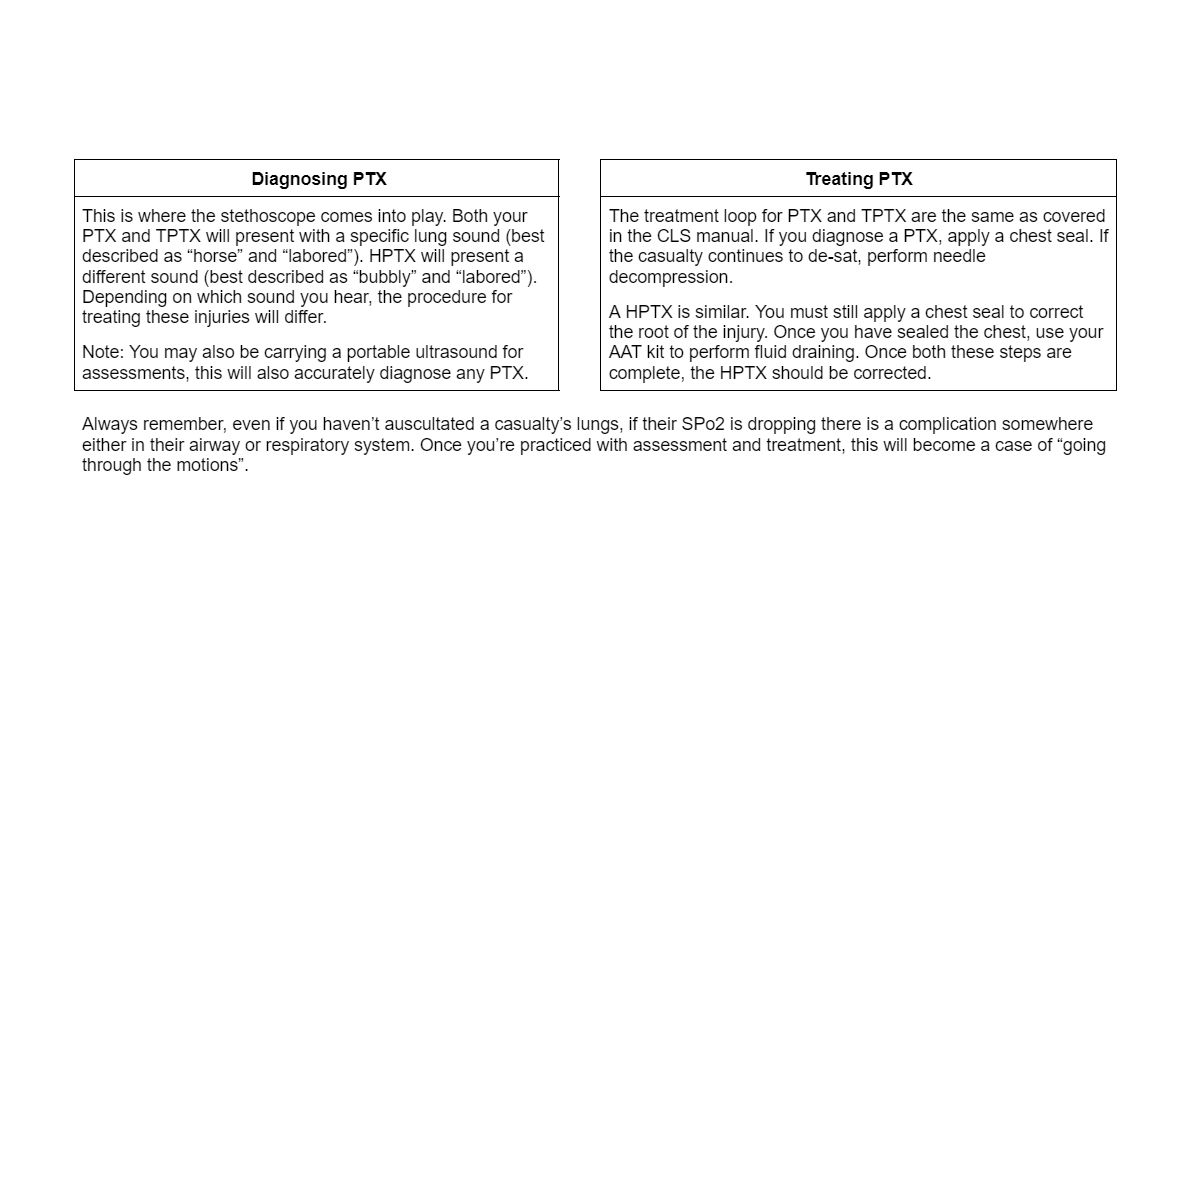 Diagnosing PTX
This is where the stethoscope comes into play. Both your
PTX and TPTX will present with a specific lung sound (best
described as “horse” and “labored”). HPTX will present a
different sound (best described as “bubbly” and “labored”).
Depending on which sound you hear, the procedure for
treating these injuries will differ.
Note: You may also be carrying a portable ultrasound for
assessments, this will also accurately diagnose any PTX.
Treating PTX
The treatment loop for PTX and TPTX are the same as covered
in the CLS manual. If you diagnose a PTX, apply a chest seal. If
the casualty continues to de-sat, perform needle
decompression.
A HPTX is similar. You must still apply a chest seal to correct
the root of the injury. Once you have sealed the chest, use your
AAT kit to perform fluid draining. Once both these steps are
complete, the HPTX should be corrected.
Always remember, even if you haven’t auscultated a casualty’s lungs, if their SPo2 is dropping there is a complication somewhere
either in their airway or respiratory system. Once you’re practiced with assessment and treatment, this will become a case of “going
through the motions”.